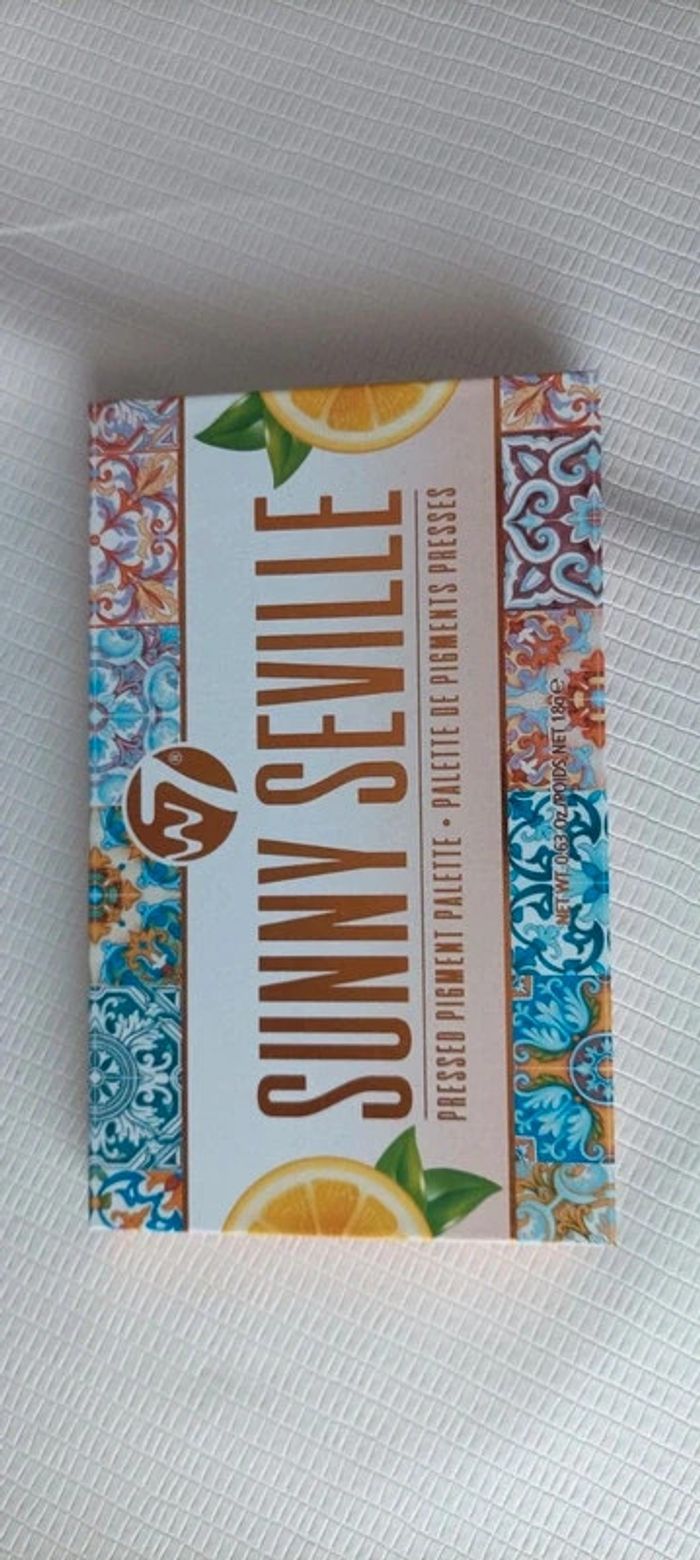 W7®
SUNNY SEVILLE
PRESSED PIGMENT PALETTE • PALETTE DE PIGMENTS PRESSES
NET WT. 0.63 OZ/POIDS NET 18g℮